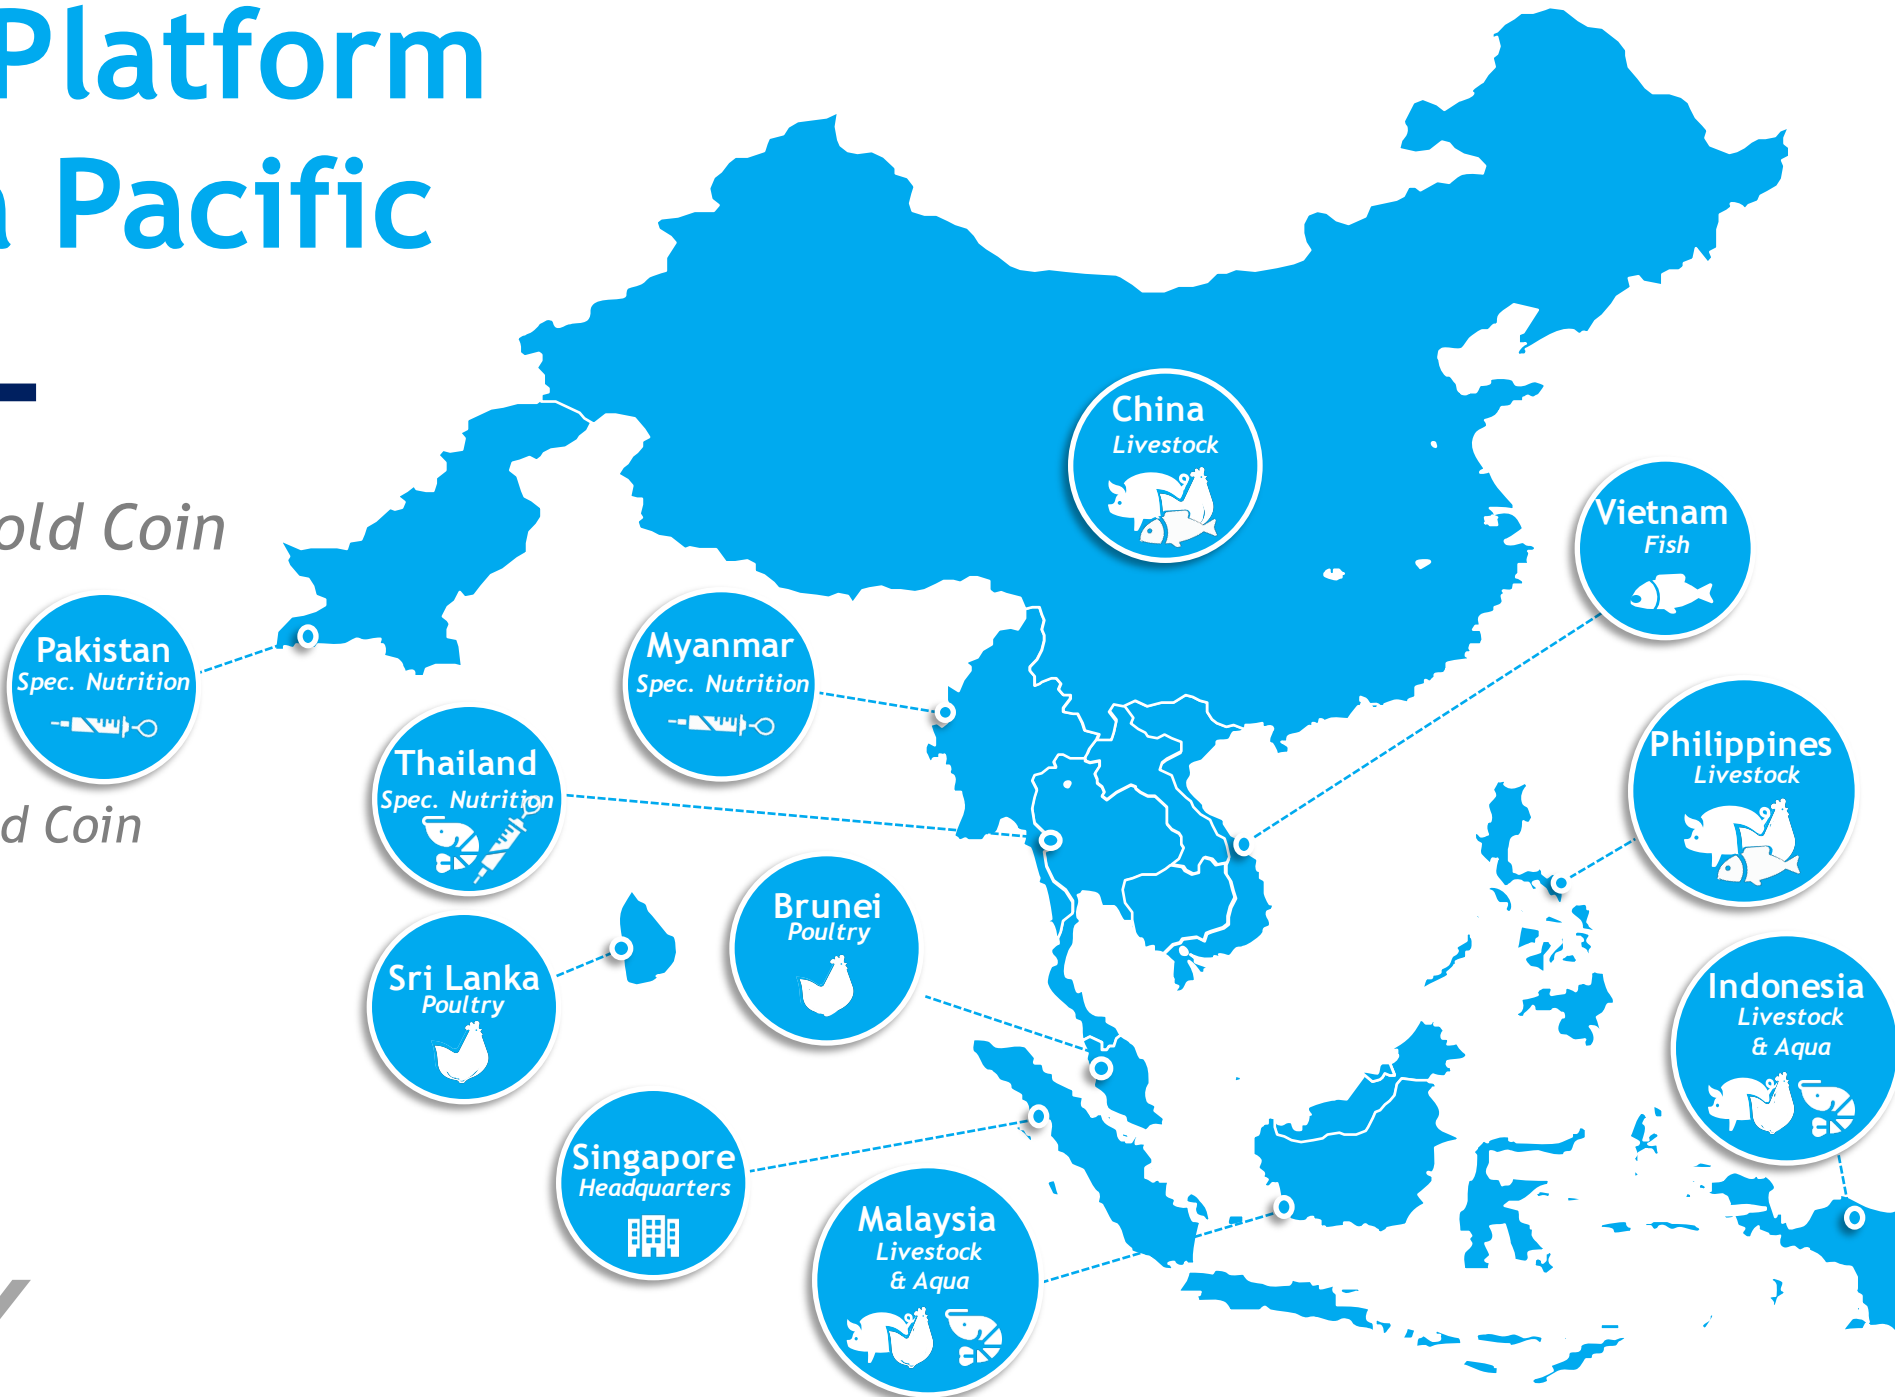 Platform
Pacific
Coin
Coin
China
Livestock
Vietnam
Fish
Pakistan
Spec. Nutrition
Myanmar
Spec. Nutrition
Thailand
Spec. Nutrition
Philippines
Livestock
Brunei
Poultry
Sri Lanka
Poultry
Indonesia
Livestock
& Aqua
Singapore
Headquarters
Malaysia
Livestock
& Aqua